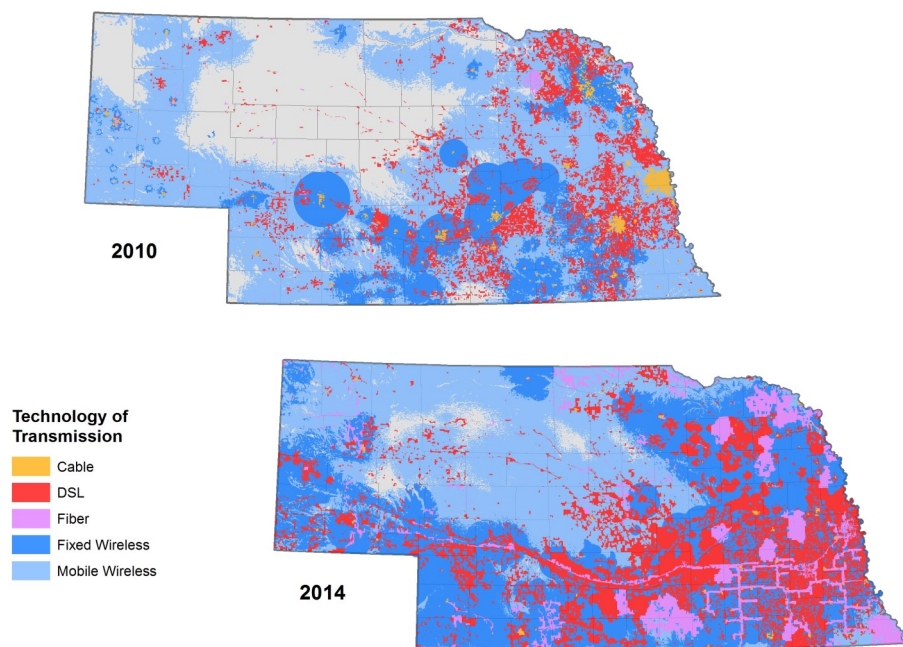 2010
Technology of
Transmission
Cable
DSL
Fiber
Fixed Wireless
Mobile Wireless
2014